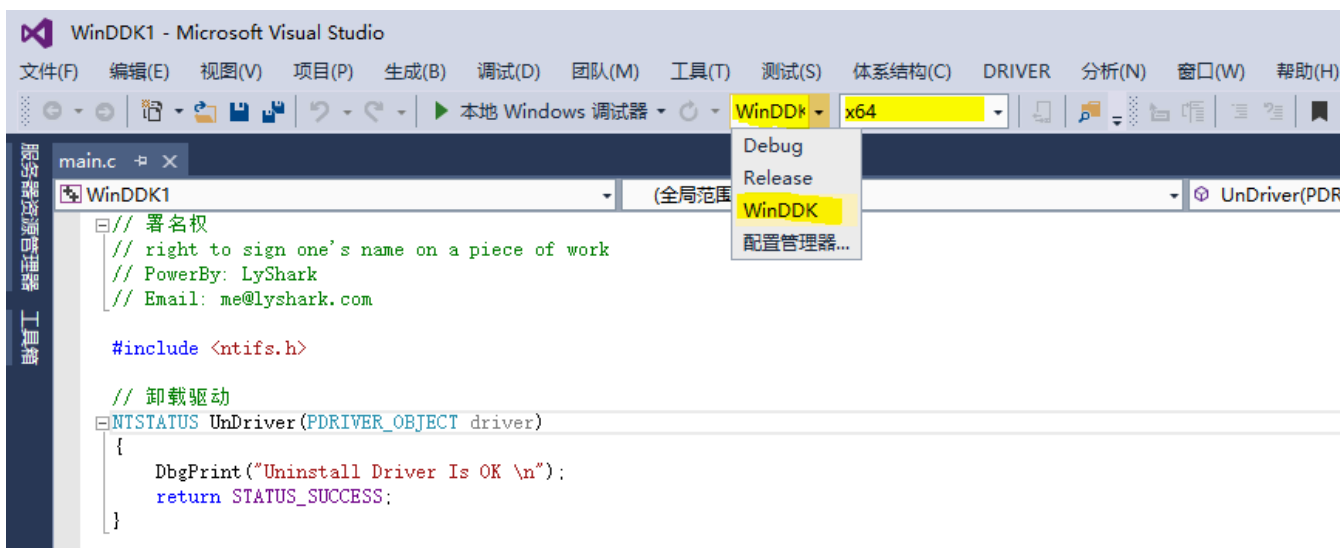 WinDDK1 - Microsoft Visual Studio
文件(F) 编辑(E) 视图(V) 项目(P) 生成(B) 调试(D) 团队(M) 工具(T) 测试(S) 体系结构(C) DRIVER 分析(N) 窗口(W) 帮助(H)
本地 Windows 调试器 WinDDK x64
Debug
Release
WinDDK
配置管理器...
服务器资源管理器
工具箱
main.c
WinDDK1 (全局范围 UnDriver(PDR
// 署名权
// right to sign one's name on a piece of work
// PowerBy: LyShark
// Email: me@lyshark.com
#include <ntifs.h>
// 卸载驱动
NTSTATUS UnDriver(PDRIVER_OBJECT driver)
{
DbgPrint("Uninstall Driver Is OK \n");
return STATUS_SUCCESS;
}